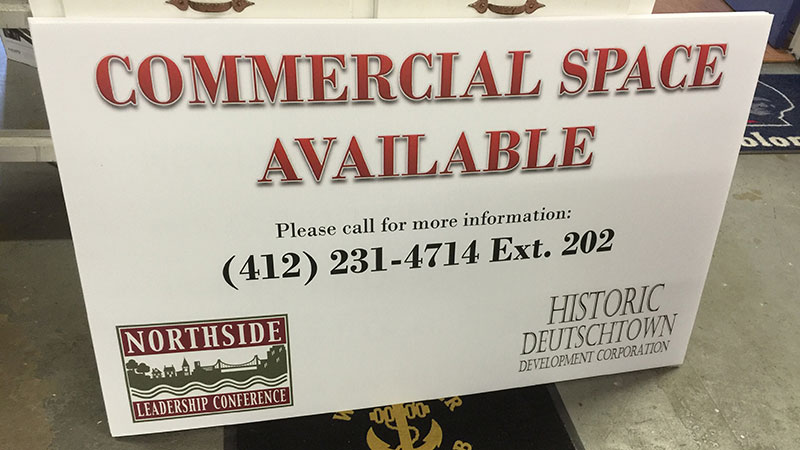 COMMERCIAL SPACE
AVAILABLE
Please call for more information:
(412) 231-4714 Ext. 202
NORTHSIDE
LEADERSHIP CONFERENCE
HISTORIC
DEUTSCHTOWN
DEVELOPMENT CORPORATION